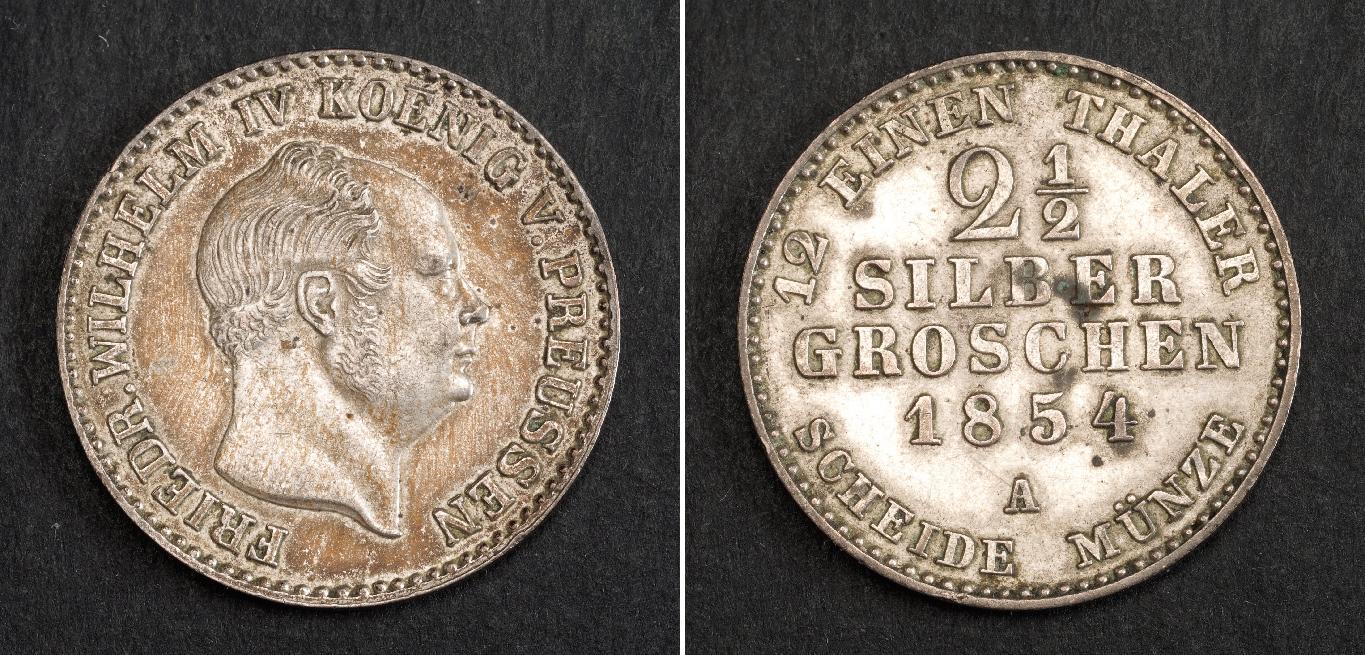 FRIEDR. WILHELM IV KOENIG V. PREUSSEN
12 EINEN THALER
2 1/2
SILBER
GROSCHEN
1854
A
SCHEIDE MÜNZE